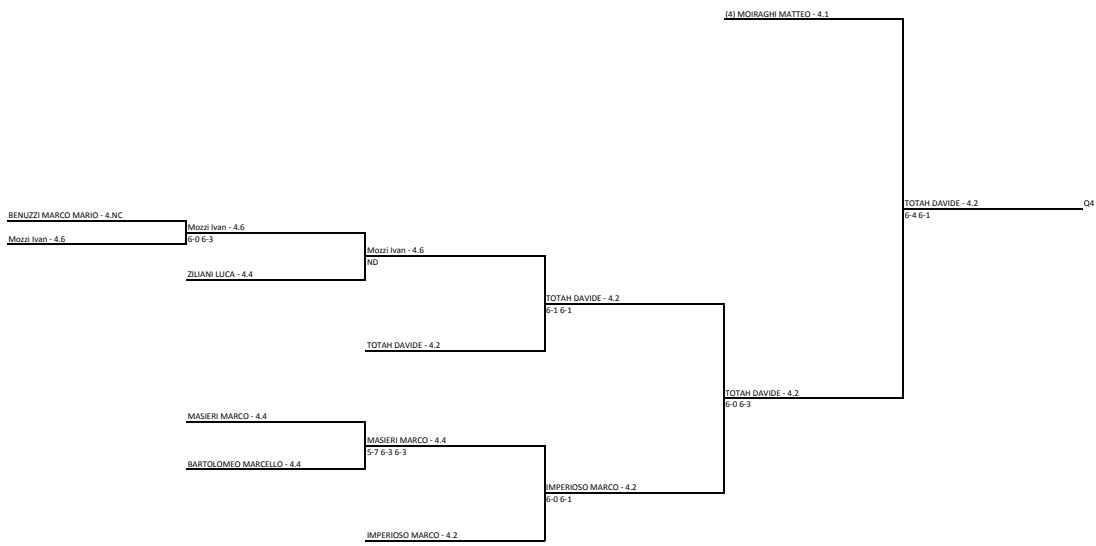 (4) MOIRAGHI MATTEO - 4.1
TOTAH DAVIDE - 4.2
Q4
6-4 6-1
BENUZZI MARCO MARIO - 4.NC
Mozzi Ivan - 4.6
Mozzi Ivan - 4.6
6-0 6-3
Mozzi Ivan - 4.6
ND
ZILIANI LUCA - 4.4
TOTAH DAVIDE - 4.2
6-1 6-1
TOTAH DAVIDE - 4.2
TOTAH DAVIDE - 4.2
6-0 6-3
MASIERI MARCO - 4.4
MASIERI MARCO - 4.4
5-7 6-3 6-3
BARTOLOMEO MARCELLO - 4.4
IMPERIOSO MARCO - 4.2
6-0 6-1
IMPERIOSO MARCO - 4.2